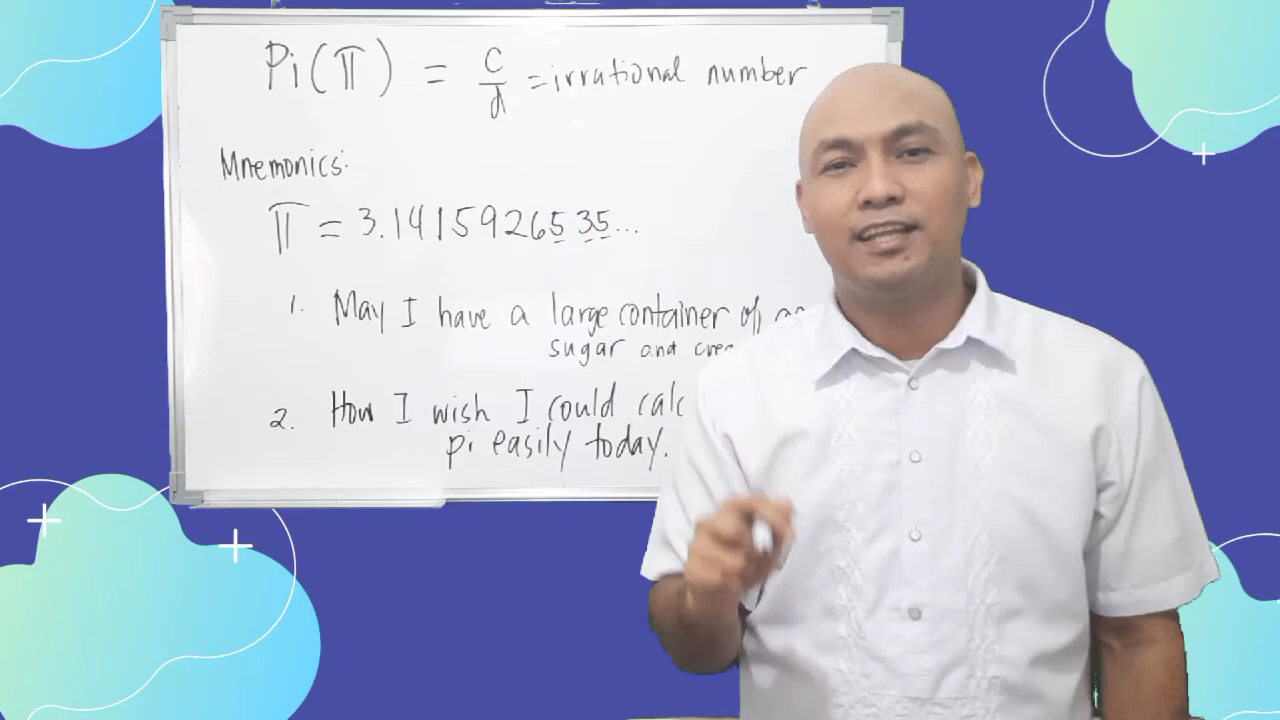 Pi (π) = c/d = irrational number
Mnemonics:
π = 3.14159265 35...
1. May I have a large container of
sugar and
2. How I wish I could
pi easily today.